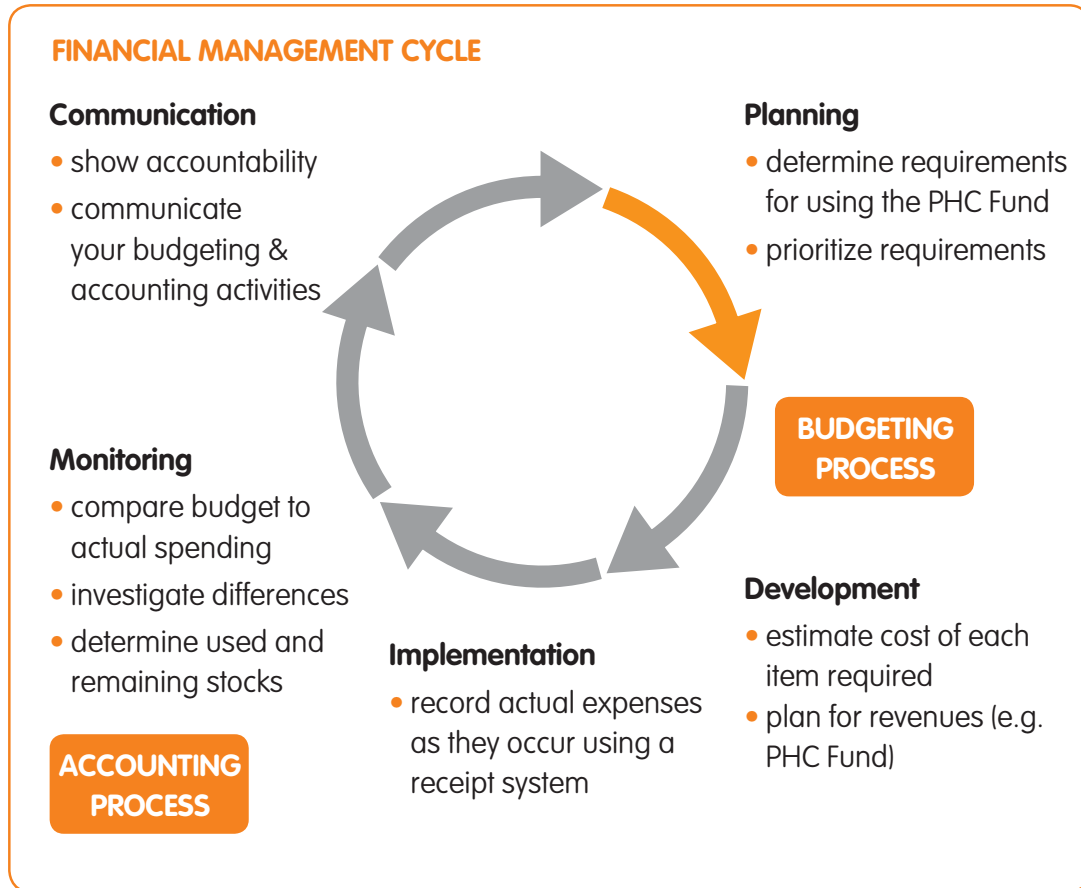 FINANCIAL MANAGEMENT CYCLE
Communication
• show accountability
• communicate
your budgeting &
accounting activities
Planning
• determine requirements
for using the PHC Fund
• prioritize requirements
BUDGETING
PROCESS
Development
• estimate cost of each
item required
• plan for revenues (e.g.
PHC Fund)
Implementation
• record actual expenses
as they occur using a
receipt system
Monitoring
• compare budget to
actual spending
• investigate differences
• determine used and
remaining stocks
ACCOUNTING
PROCESS